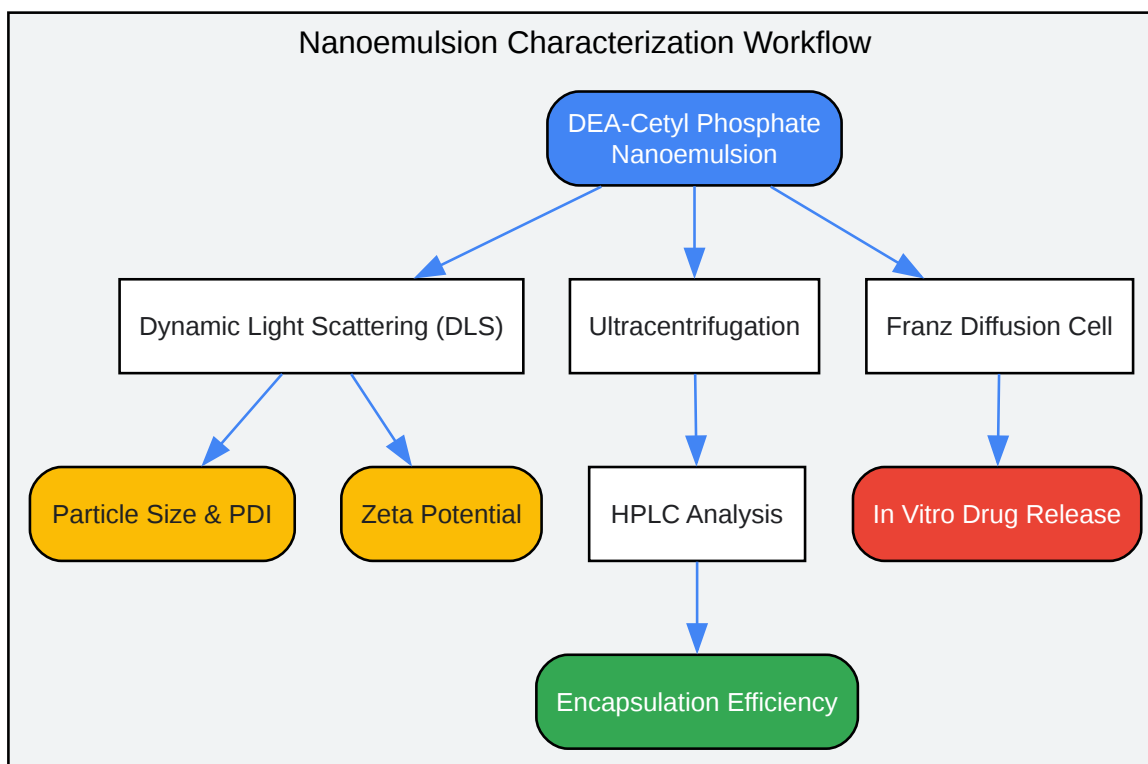 Nanoemulsion Characterization Workflow
DEA-Cetyl Phosphate
Nanoemulsion
Dynamic Light Scattering (DLS)
Ultracentrifugation
Franz Diffusion Cell
Particle Size & PDI
Zeta Potential
HPLC Analysis
In Vitro Drug Release
Encapsulation Efficiency